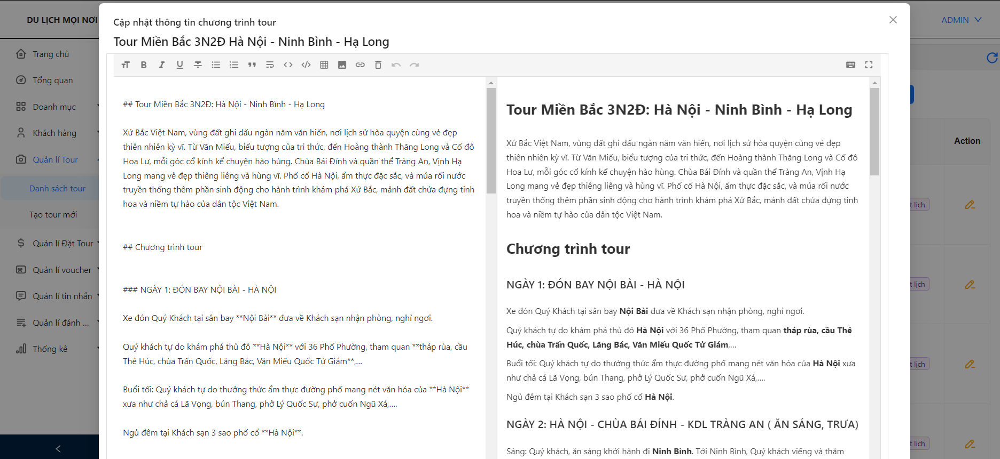 DU LỊCH MỌI NƠI
ADMIN
Trang chủ
Tổng quan
Doanh mục
Khách hàng
Quản lí Tour
Danh sách tour
Tạo tour mới
Quản lí Đặt Tour
Quản lí voucher
Quản lí tin nhắn
Quản lí đánh ...
Thống kê
Cập nhật thông tin chương trình tour
Tour Miền Bắc 3N2Đ Hà Nội - Ninh Bình - Hạ Long
## Tour Miền Bắc 3N2Đ: Hà Nội - Ninh Bình - Hạ Long
Xứ Bắc Việt Nam, vùng đất ghi dấu ngàn năm văn hiến, nơi lịch sử hòa quyện cùng vẻ đẹp
thiên nhiên kỳ vĩ. Từ Văn Miếu, biểu tượng của tri thức, đến Hoàng thành Thăng Long và Cố đô
Hoa Lư, mỗi góc cổ kính kể chuyện hào hùng. Chùa Bái Đính và quần thể Tràng An, Vịnh Hạ
Long mang vẻ đẹp thiêng liêng và hùng vĩ. Phố cổ Hà Nội, ẩm thực đặc sắc, và múa rối nước
truyền thống thêm phần sinh động cho hành trình khám phá Xứ Bắc, mảnh đất chứa đựng tinh
hoa và niềm tự hào của dân tộc Việt Nam.
## Chương trình tour
### NGÀY 1: ĐÓN BAY NỘI BÀI - HÀ NỘI
Xe đón Quý Khách tại sân bay **Nội Bài** đưa về Khách sạn nhận phòng, nghỉ ngơi.
Quý khách tự do khám phá thủ đô **Hà Nội** với 36 Phố Phường, tham quan **tháp rùa, cầu
Thê Húc, chùa Trấn Quốc, Lăng Bác, Văn Miếu Quốc Tử Giám**,...
Buổi tối: Quý khách tự do thưởng thức ẩm thực đường phố mang nét văn hóa của **Hà Nội**
xưa như chả cá Lã Vọng, bún Thang, phở Lý Quốc Sư, phở cuốn Ngũ Xá,....
Ngủ đêm tại Khách sạn 3 sao phố cổ **Hà Nội**.
Tour Miền Bắc 3N2Đ: Hà Nội - Ninh Bình - Hạ Long
Xứ Bắc Việt Nam, vùng đất ghi dấu ngàn năm văn hiến, nơi lịch sử hòa quyện cùng vẻ đẹp
thiên nhiên kỳ vĩ. Từ Văn Miếu, biểu tượng của tri thức, đến Hoàng thành Thăng Long và Cố đô
Hoa Lư, mỗi góc cổ kính kể chuyện hào hùng. Chùa Bái Đính và quần thể Tràng An, Vịnh Hạ
Long mang vẻ đẹp thiêng liêng và hùng vĩ. Phố cổ Hà Nội, ẩm thực đặc sắc, và múa rối nước
truyền thống thêm phần sinh động cho hành trình khám phá Xứ Bắc, mảnh đất chứa đựng tinh
hoa và niềm tự hào của dân tộc Việt Nam.
Chương trình tour
NGÀY 1: ĐÓN BAY NỘI BÀI - HÀ NỘI
Xe đón Quý Khách tại sân bay Nội Bài đưa về Khách sạn nhận phòng, nghỉ ngơi.
Quý khách tự do khám phá thủ đô Hà Nội với 36 Phố Phường, tham quan tháp rùa, cầu Thê
Húc, chùa Trấn Quốc, Lăng Bác, Văn Miếu Quốc Tử Giám,...
Buổi tối: Quý khách tự do thưởng thức ẩm thực đường phố mang nét văn hóa của Hà Nội xưa
như chả cá Lã Vọng, bún Thang, phở Lý Quốc Sư, phở cuốn Ngũ Xá,....
Ngủ đêm tại Khách sạn 3 sao phố cổ Hà Nội.
NGÀY 2: HÀ NỘI - CHÙA BÁI ĐÍNH - KDL TRÀNG AN ( ĂN SÁNG, TRƯA)
Sáng: Quý khách, ăn sáng khởi hành đi Ninh Bình. Tới Ninh Bình, Quý khách viếng và thăm
Action
t lịch
t lịch
t lịch
t lịch